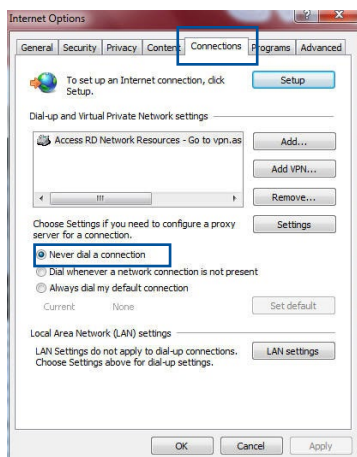 Internet Options
General Security Privacy Content Connections Programs Advanced
To set up an Internet connection, click
Setup.
Setup
Dial-up and Virtual Private Network settings
Access RD Network Resources - Go to vpn.as
Add...
Add VPN...
Remove...
Choose Settings if you need to configure a proxy
server for a connection.
Settings
Never dial a connection
Dial whenever a network connection is not present
Always dial my default connection
Current None
Set default
Local Area Network (LAN) settings
LAN Settings do not apply to dial-up connections.
Choose Settings above for dial-up settings.
LAN settings
OK Cancel Apply